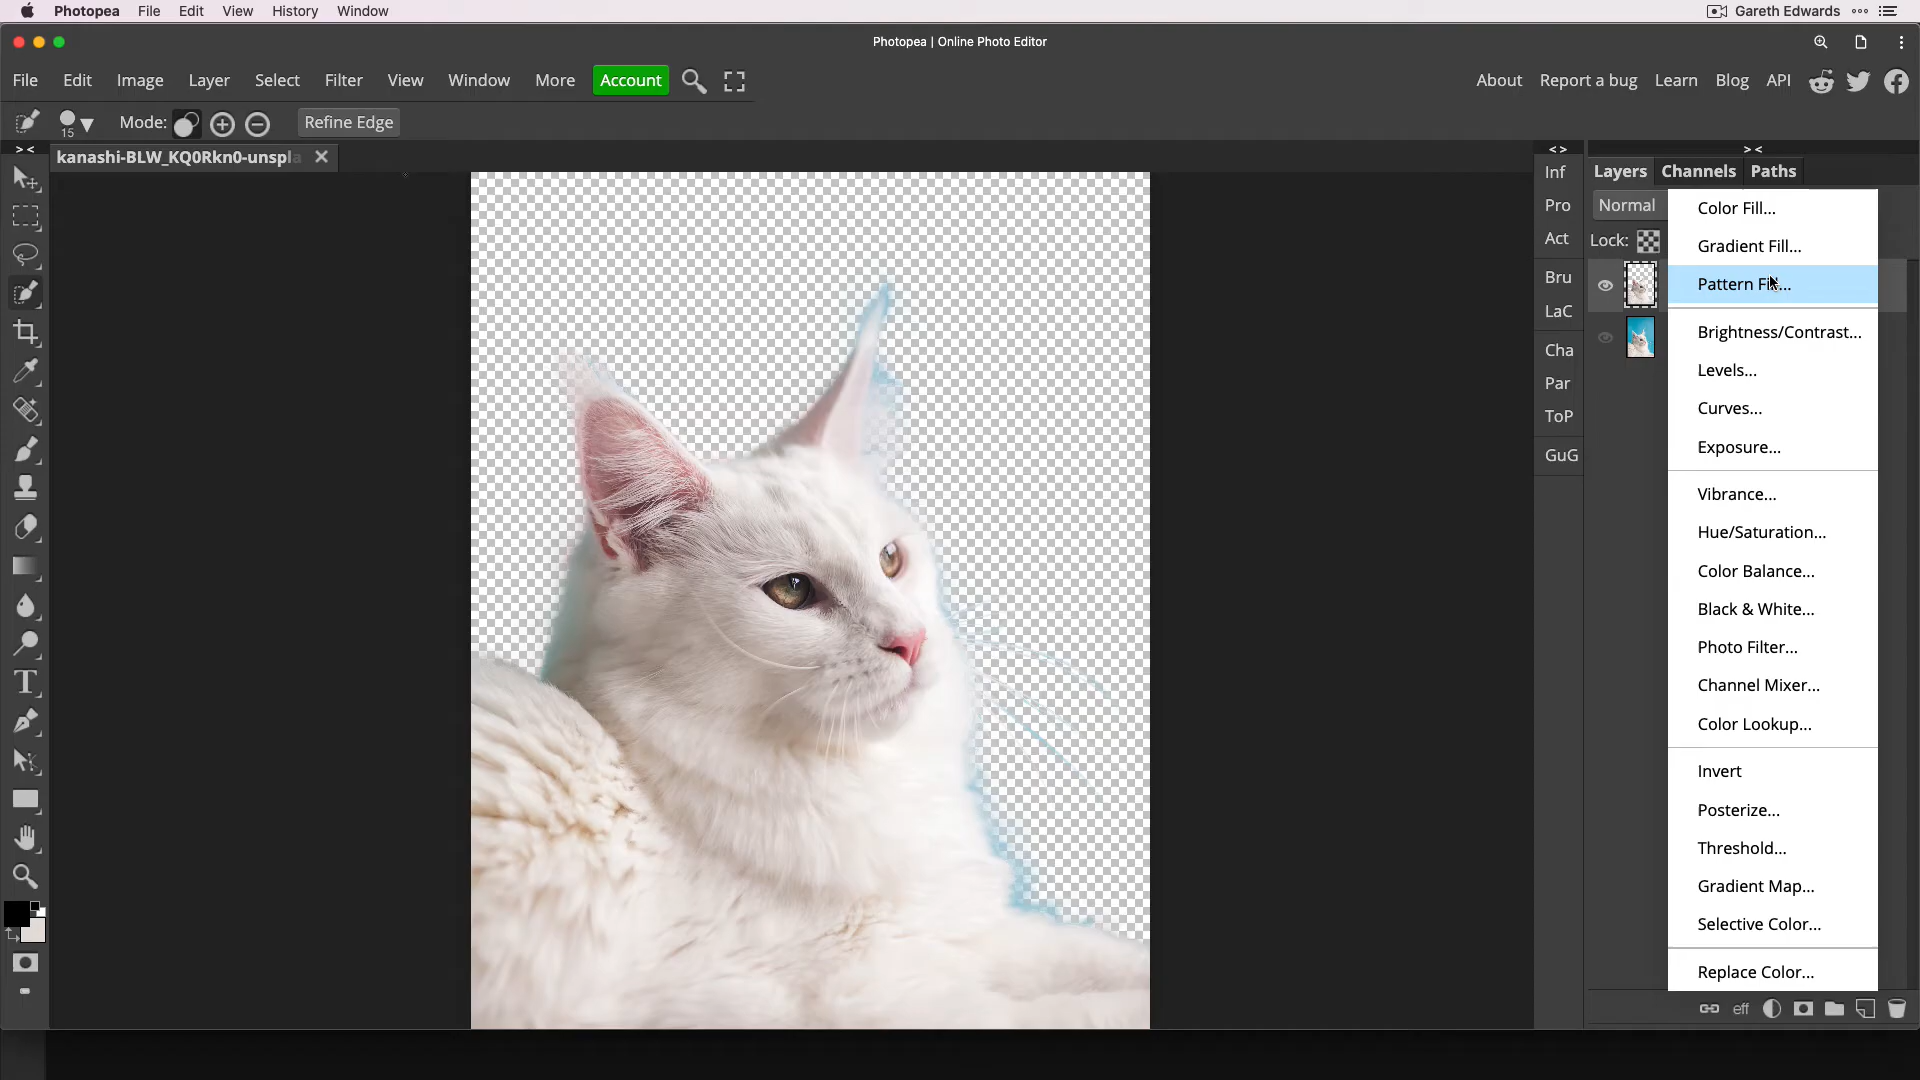 Photopea File Edit View History Window Gareth Edwards
Photopea | Online Photo Editor
File Edit Image Layer Select Filter View Window More Account About Report a bug Learn Blog API
15 Mode: Refine Edge
> < kanashi-BLW_KQ0Rkn0-unspla < > > <
Inf
Pro
Act
Bru
LaC
Cha
Par
ToP
GuG
Layers Channels Paths
Normal
Lock:
Color Fill...
Gradient Fill...
Pattern Fill...
Brightness/Contrast...
Levels...
Curves...
Exposure...
Vibrance...
Hue/Saturation...
Color Balance...
Black & White...
Photo Filter...
Channel Mixer...
Color Lookup...
Invert
Posterize...
Threshold...
Gradient Map...
Selective Color...
Replace Color...
eff